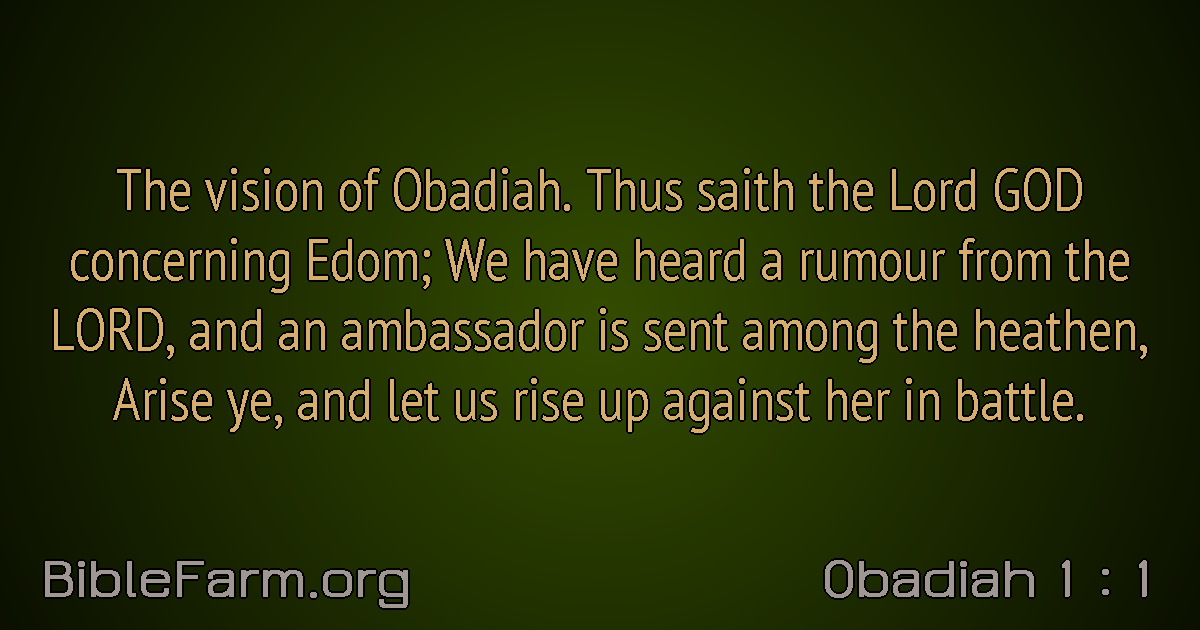 The vision of Obadiah. Thus saith the Lord GOD
concerning Edom; We have heard a rumour from the
LORD, and an ambassador is sent among the heathen,
Arise ye, and let us rise up against her in battle.
BibleFarm.org
Obadiah 1 : 1